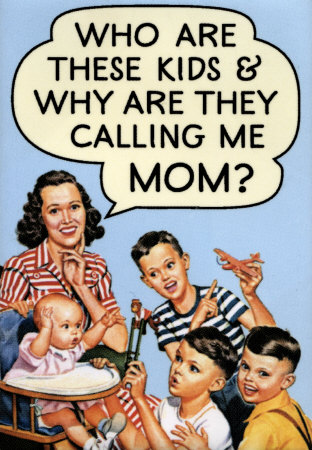 WHO ARE
THESE KIDS &
WHY ARE THEY
CALLING ME
MOM?